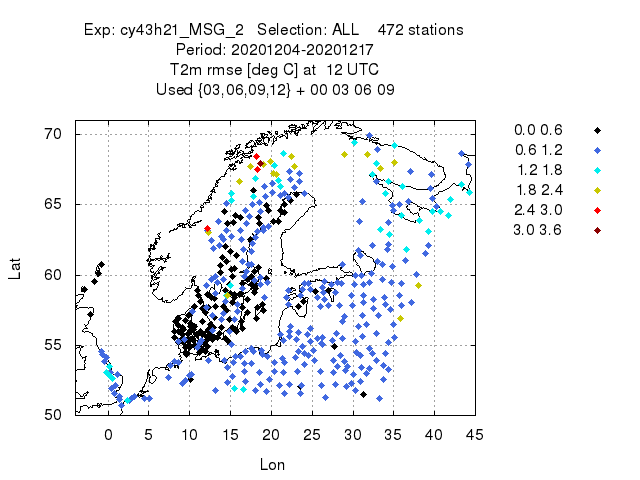 Exp: cy43h21_MSG_2 Selection: ALL 472 stations
Period: 20201204-20201217
T2m rmse [deg C] at 12 UTC
Used {03,06,09,12} + 00 03 06 09
0.0 0.6
0.6 1.2
1.2 1.8
1.8 2.4
2.4 3.0
3.0 3.6
70
65
60
55
50
Lat
0 5 10 15 20 25 30 35 40 45
Lon